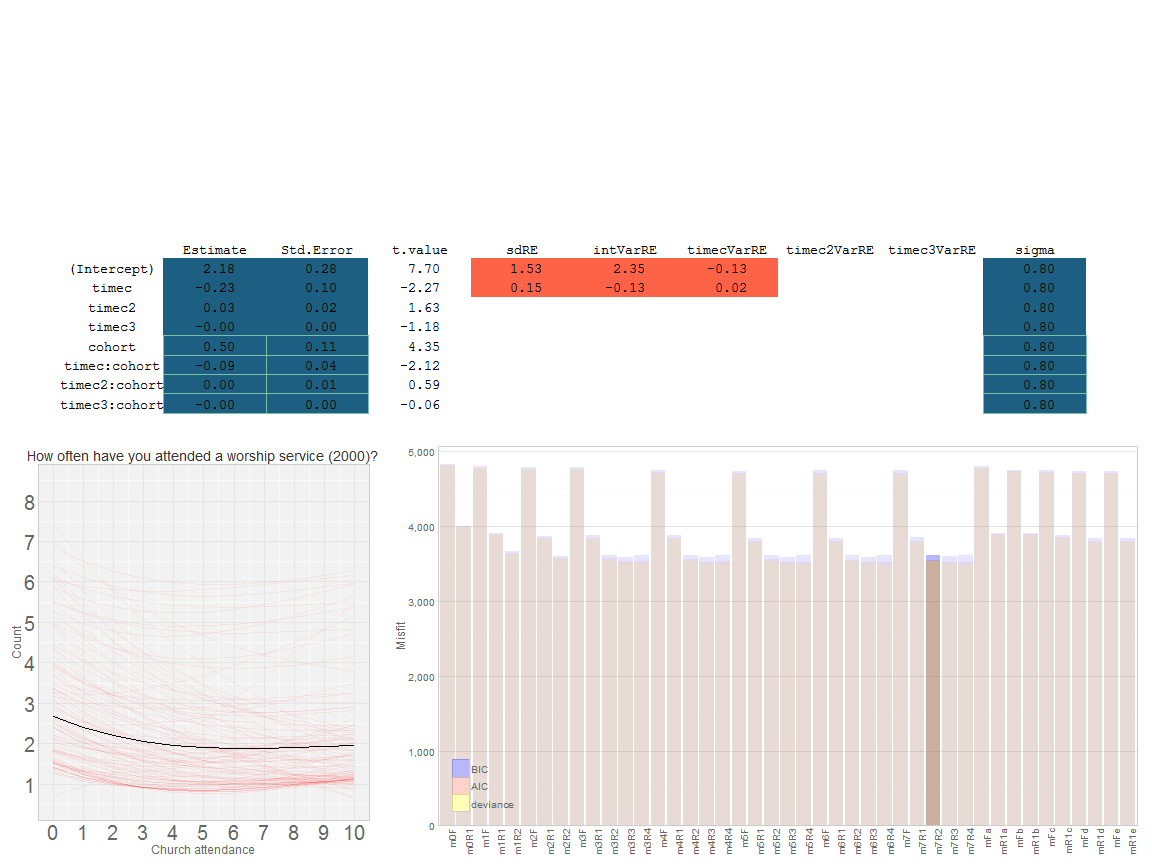 Estimate Std.Error t.value sdRE intVarRE timecVarRE timec2VarRE timec3VarRE sigma
(Intercept) 2.18 0.28 7.70 1.53 2.35 -0.13 0.80
timec -0.23 0.10 -2.27 0.15 -0.13 0.02 0.80
timec2 0.03 0.02 1.63 0.80
timec3 -0.00 0.00 -1.18 0.80
cohort 0.50 0.11 4.35 0.80
timec:cohort -0.09 0.04 -2.12 0.80
timec2:cohort 0.00 0.01 0.59 0.80
timec3:cohort -0.00 0.00 -0.06 0.80
How often have you attended a worship service (2000)?
8
7
6
5
4
3
2
1
Count
0 1 2 3 4 5 6 7 8 9 10
Church attendance
5,000
4,000
3,000
2,000
1,000
0
Misfit
BIC
AIC
deviance
m0F m0R1 m1F m1R1 m1R2 m2F m2R1 m2R2 m3F m3R1 m3R2 m3R3 m3R4 m4F m4R1 m4R2 m4R3 m4R4 m5F m5R1 m5R2 m5R3 m5R4 m6F m6R1 m6R2 m6R3 m6R4 m7F m7R1 m7R2 m7R3 m7R4 mFa mR1a mFb mR1b mFc mR1c mFd mR1d mFe mR1e